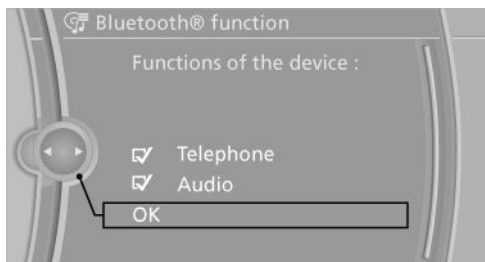 Bluetooth® function
Functions of the device :
Telephone
Audio
OK